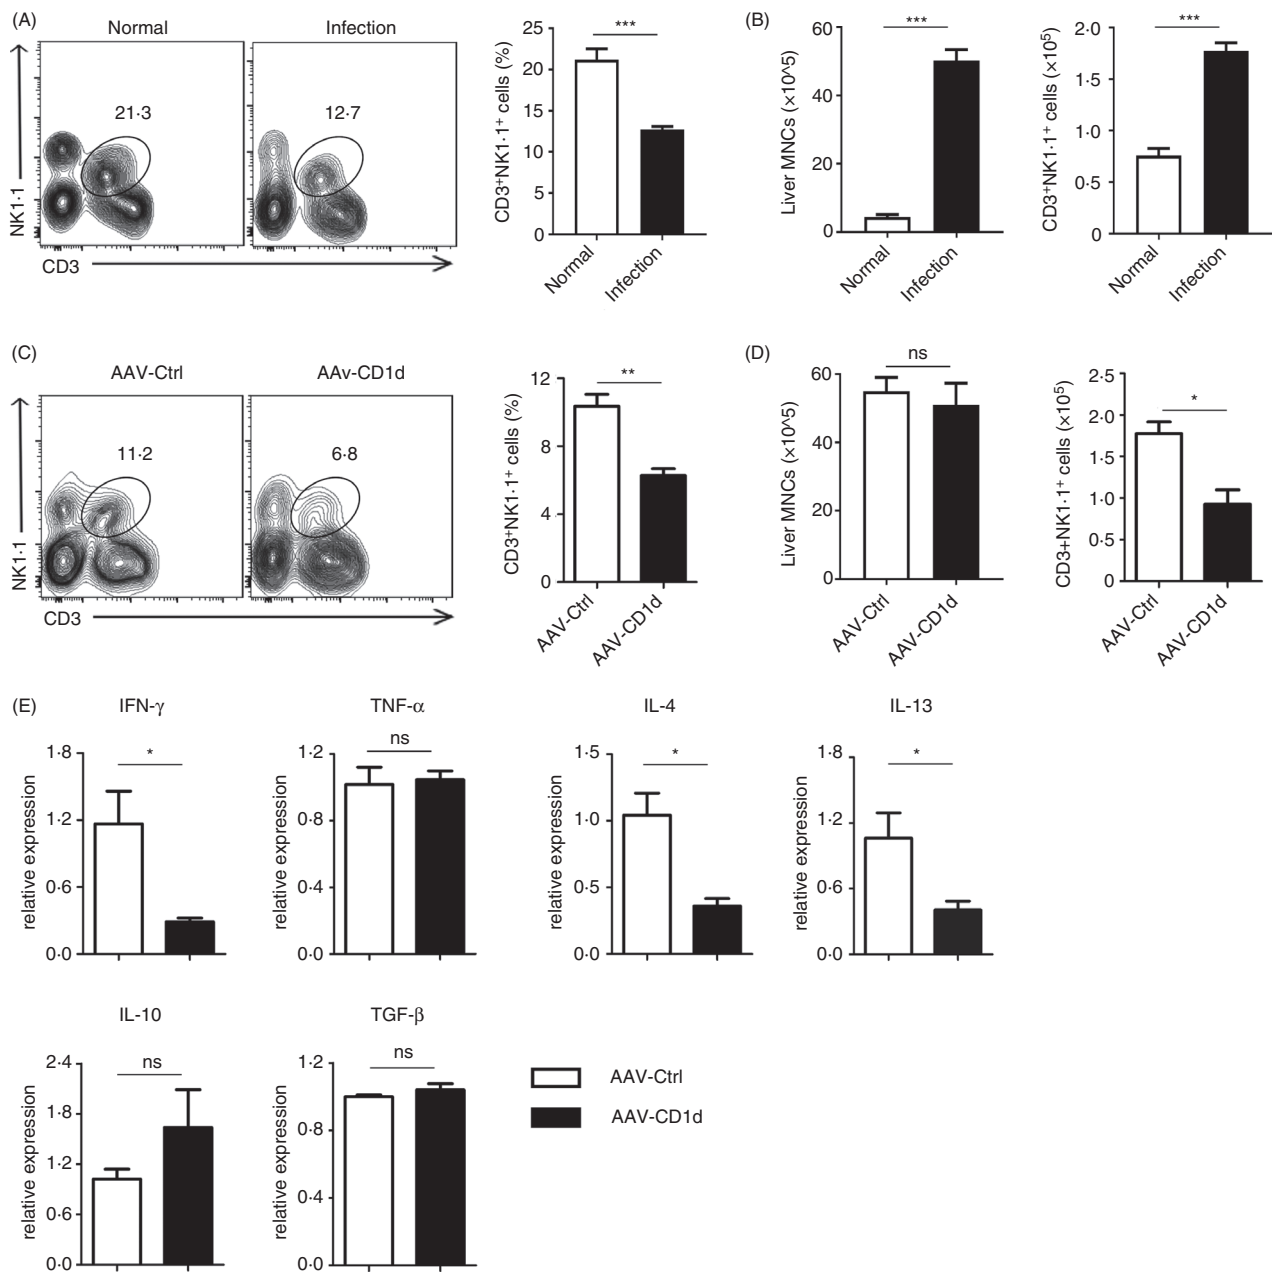 (A)
Normal
Infection
21·3
12·7
NK1·1
CD3
CD3+NK1·1+ cells (%)
25
20
15
10
5
0
***
Normal
Infection
(B)
Liver MNCs (×10^5)
60
40
20
0
***
Normal
Infection
CD3+NK1·1+ cells (×10⁵)
2·0
1·5
1·0
0·5
0
***
Normal
Infection
(C)
AAV-Ctrl
AAv-CD1d
11·2
6·8
NK1·1
CD3
CD3+NK1·1+ cells (%)
12
8
4
0
**
AAV-Ctrl
AAV-CD1d
(D)
Liver MNCs (×10^5)
60
40
20
0
ns
AAV-Ctrl
AAV-CD1d
CD3+NK1·1+ cells (×10⁵)
2·5
2·0
1·5
1·0
0·5
0
*
AAV-Ctrl
AAV-CD1d
(E)
IFN-γ
relative expression
1·8
1·2
0·6
0·0
*
TNF-α
relative expression
1·2
0·8
0·4
0·0
ns
IL-4
relative expression
1·5
1·0
0·5
0·0
*
IL-13
relative expression
1·8
1·2
0·6
0·0
*
IL-10
relative expression
2·4
1·8
1·2
0·6
0·0
ns
TGF-β
relative expression
1·2
0·8
0·4
0·0
ns
AAV-Ctrl
AAV-CD1d